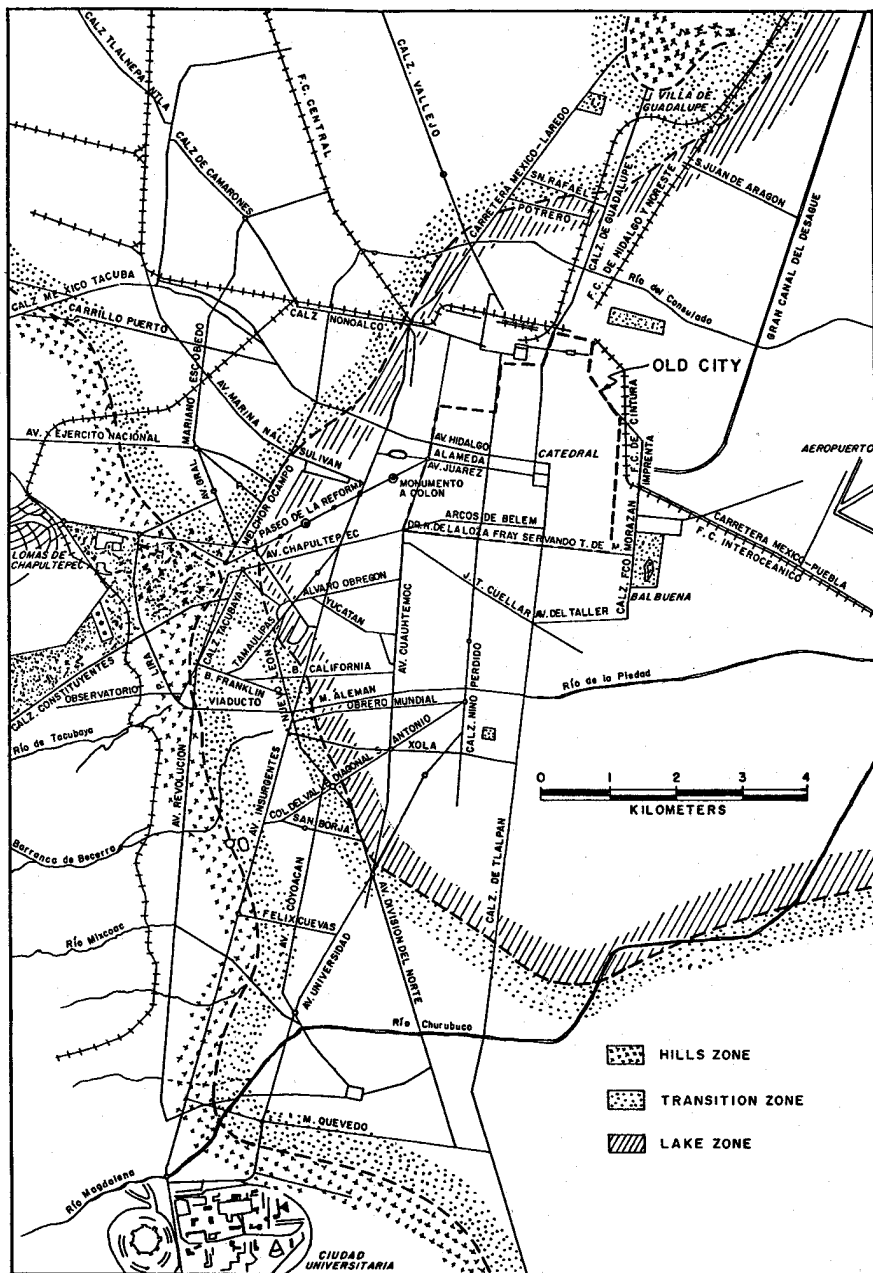 CALZ TLALNEPANTLA
F.C. CENTRAL
CALZ. VALLEJO
VILLA DE
GUADALUPE
CALZ DE CAMARONES
CARRETERA MEXICO-LAREDO
SN. RAFAEL
POTRERO
CALZ. DE GUADALUPE
F.C. DE HIDALGO Y NORESTE
S. JUAN DE ARAGON
GRAN CANAL DEL DESAGUE
CALZ MEXICO TACUBA
CARRILLO PUERTO
CALZ NONOALCO
Río del Consulado
MARIANO ESCOBEDO
AV. MARINA NAL
OLD CITY
F.C. DE CINTURA
IMPRENTA
AV. EJERCITO NACIONAL
AV. GRAL
SULIVAN
AV. HIDALGO
ALAMEDA
AV. JUAREZ
CATEDRAL
AEROPUERTO
MELCHOR OCAMPO
PASEO DE LA REFORMA
MONUMENTO
A COLON
ARCOS DE BELEM
DR. R. DE LA LOZA FRAY SERVANDO T. DE M.
CARRETERA MEXICO-PUEBLA
F.C. INTEROCEANICO
LOMAS DE
CHAPULTEPEC
AV. CHAPULTEPEC
CALZ. FCO MORAZAN
BALBUENA
ALVARO OBREGON
YUCATAN
J. T. CUELLAR
AV. DEL TALLER
CALZ. TACUBAYA
TAMAULIPAS
AV. CUAUHTEMOC
CALZ. CONSTITUYENTES
P. LIRA
B. CALIFORNIA
NUEVO LEON
OBSERVATORIO
B. FRANKLIN
VIADUCTO
M. ALEMAN
OBRERO MUNDIAL
Río de la Piedad
Río de Tacubaya
CALZ. NIÑO PERDIDO
AV. REVOLUCION
AV. INSURGENTES
DIAGONAL S. ANTONIO
XOLA
COL DEL VAL
SAN BORJA
0 1 2 3 4
KILOMETERS
Barranca de Becerra
CALZ. DE TLALPAN
AV. COYOACAN
FELIX CUEVAS
AV. DIVISION DEL NORTE
AV. UNIVERSIDAD
Río Mixcoac
Río Churubuco
HILLS ZONE
TRANSITION ZONE
LAKE ZONE
M. QUEVEDO
Río Magdalena
CIUDAD
UNIVERSITARIA